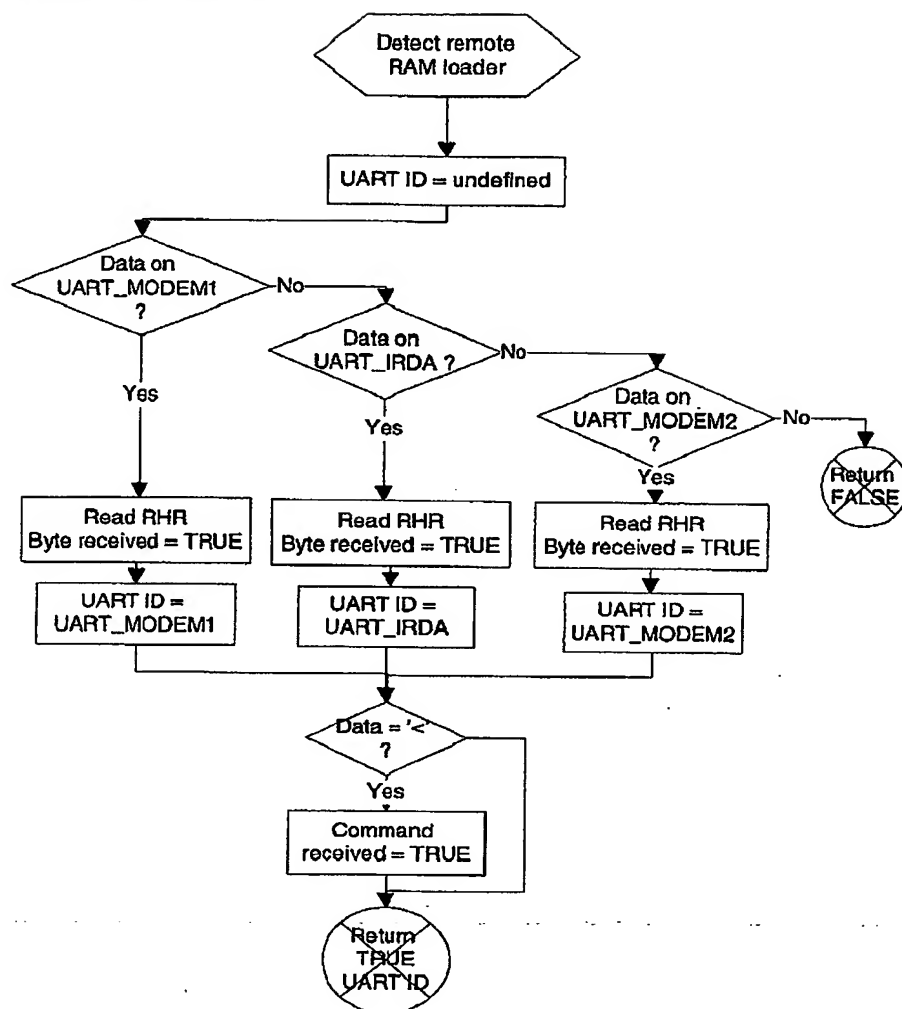 Detect remote
RAM loader
UART ID = undefined
Data on
UART_MODEM1
?
No
Data on
UART_IRDA ?
No
Data on
UART_MODEM2
?
No
Return
FALSE
Yes
Yes
Yes
Read RHR
Byte received = TRUE
Read RHR
Byte received = TRUE
Read RHR
Byte received = TRUE
UART ID =
UART_MODEM1
UART ID =
UART_IRDA
UART ID =
UART_MODEM2
Data = '<'
?
Yes
Command
received = TRUE
Return
TRUE
UART ID